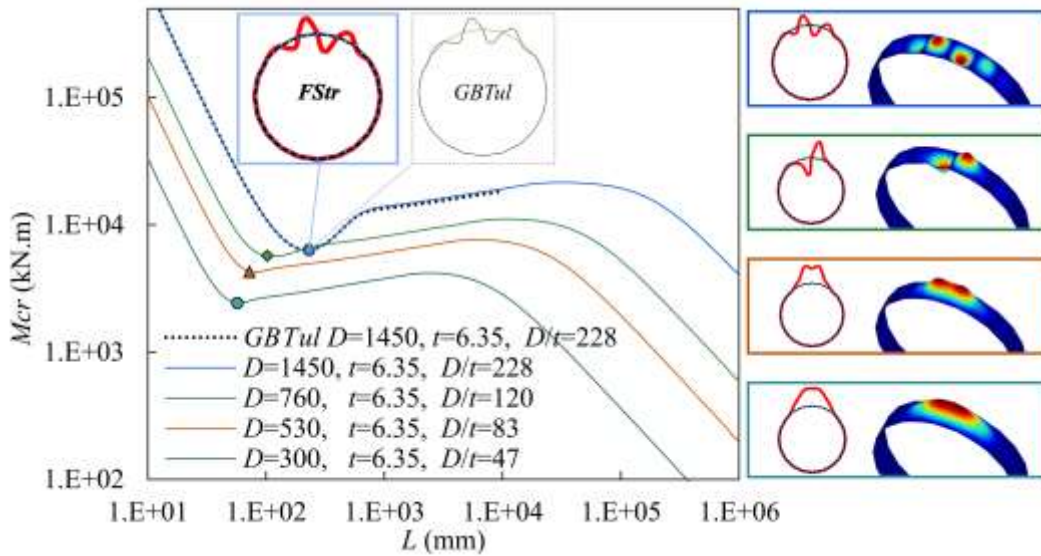 FStr
GBTul
1.E+05
1.E+04
1.E+03
1.E+02
Mcr (kN.m)
GBTul D=1450, t=6.35, D/t=228
D=1450, t=6.35, D/t=228
D=760, t=6.35, D/t=120
D=530, t=6.35, D/t=83
D=300, t=6.35, D/t=47
1.E+01 1.E+02 1.E+03 1.E+04 1.E+05 1.E+06
L (mm)